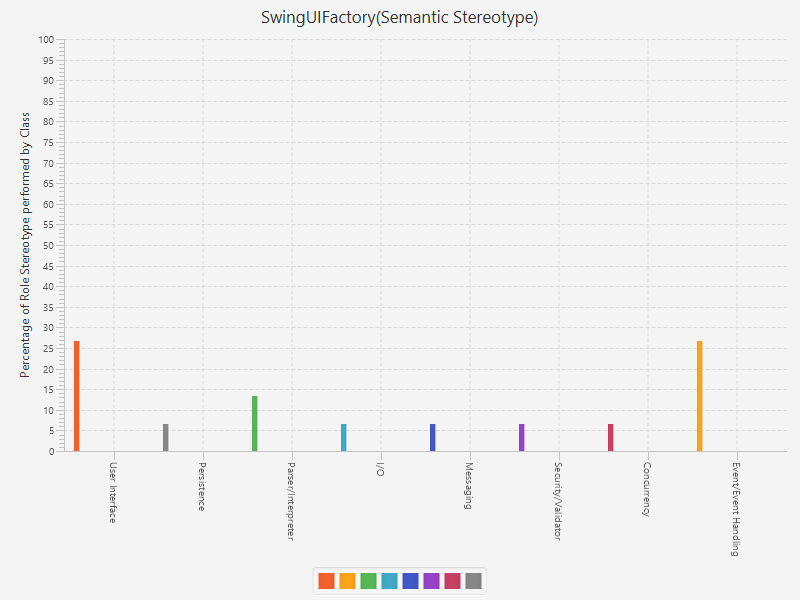 SwingUIFactory(Semantic Stereotype)
Percentage of Role Stereotype performed by Class
100
95
90
85
80
75
70
65
60
55
50
45
40
35
30
25
20
15
10
5
0
User Interface
Persistence
Parser/Interpreter
I/O
Messaging
Security/Validator
Concurrency
Event/Event Handling